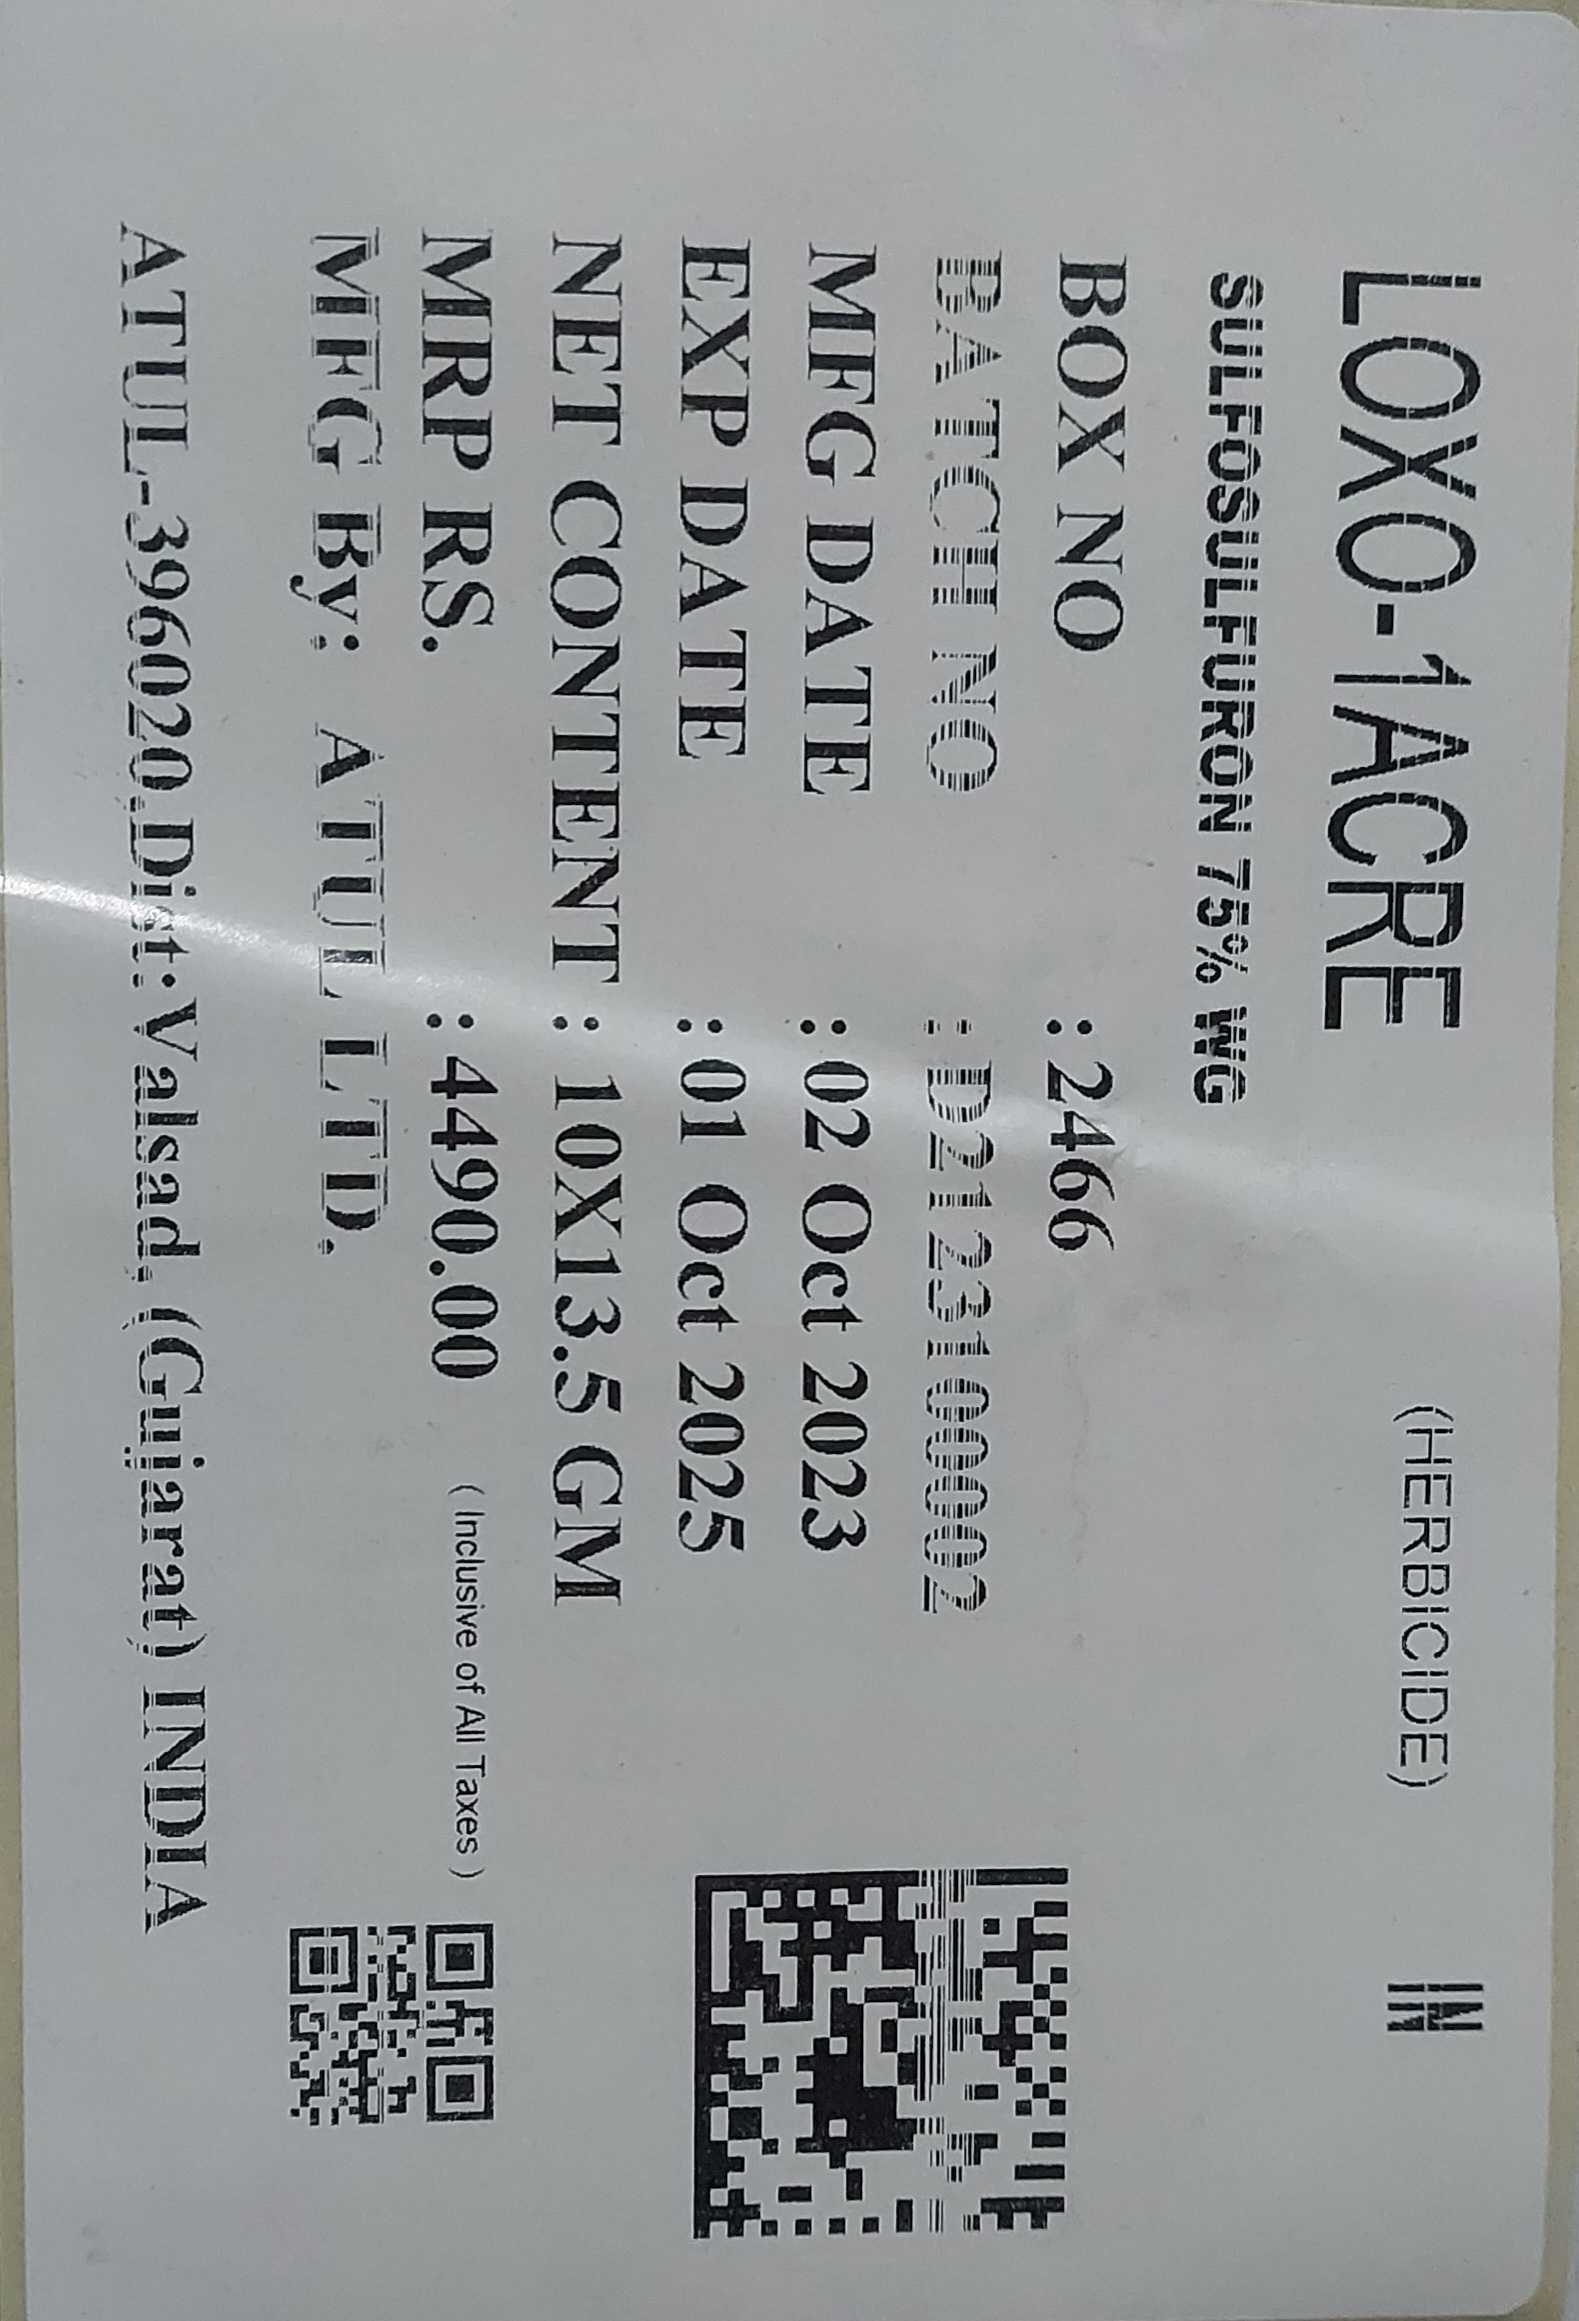 LOXO-1ACRE (HERBICIDE) IN
SULFOSULFURON 75% WG
BOX NO : 2466
BATCH NO : D2123100002
MFG DATE : 02 Oct 2023
EXP DATE : 01 Oct 2025
NET CONTENT : 10X13.5 GM
MRP RS. : 4490.00 ( Inclusive of All Taxes )
MFG By: ATUL LTD.
ATUL-396020,Dist:Valsad, (Gujarat) INDIA